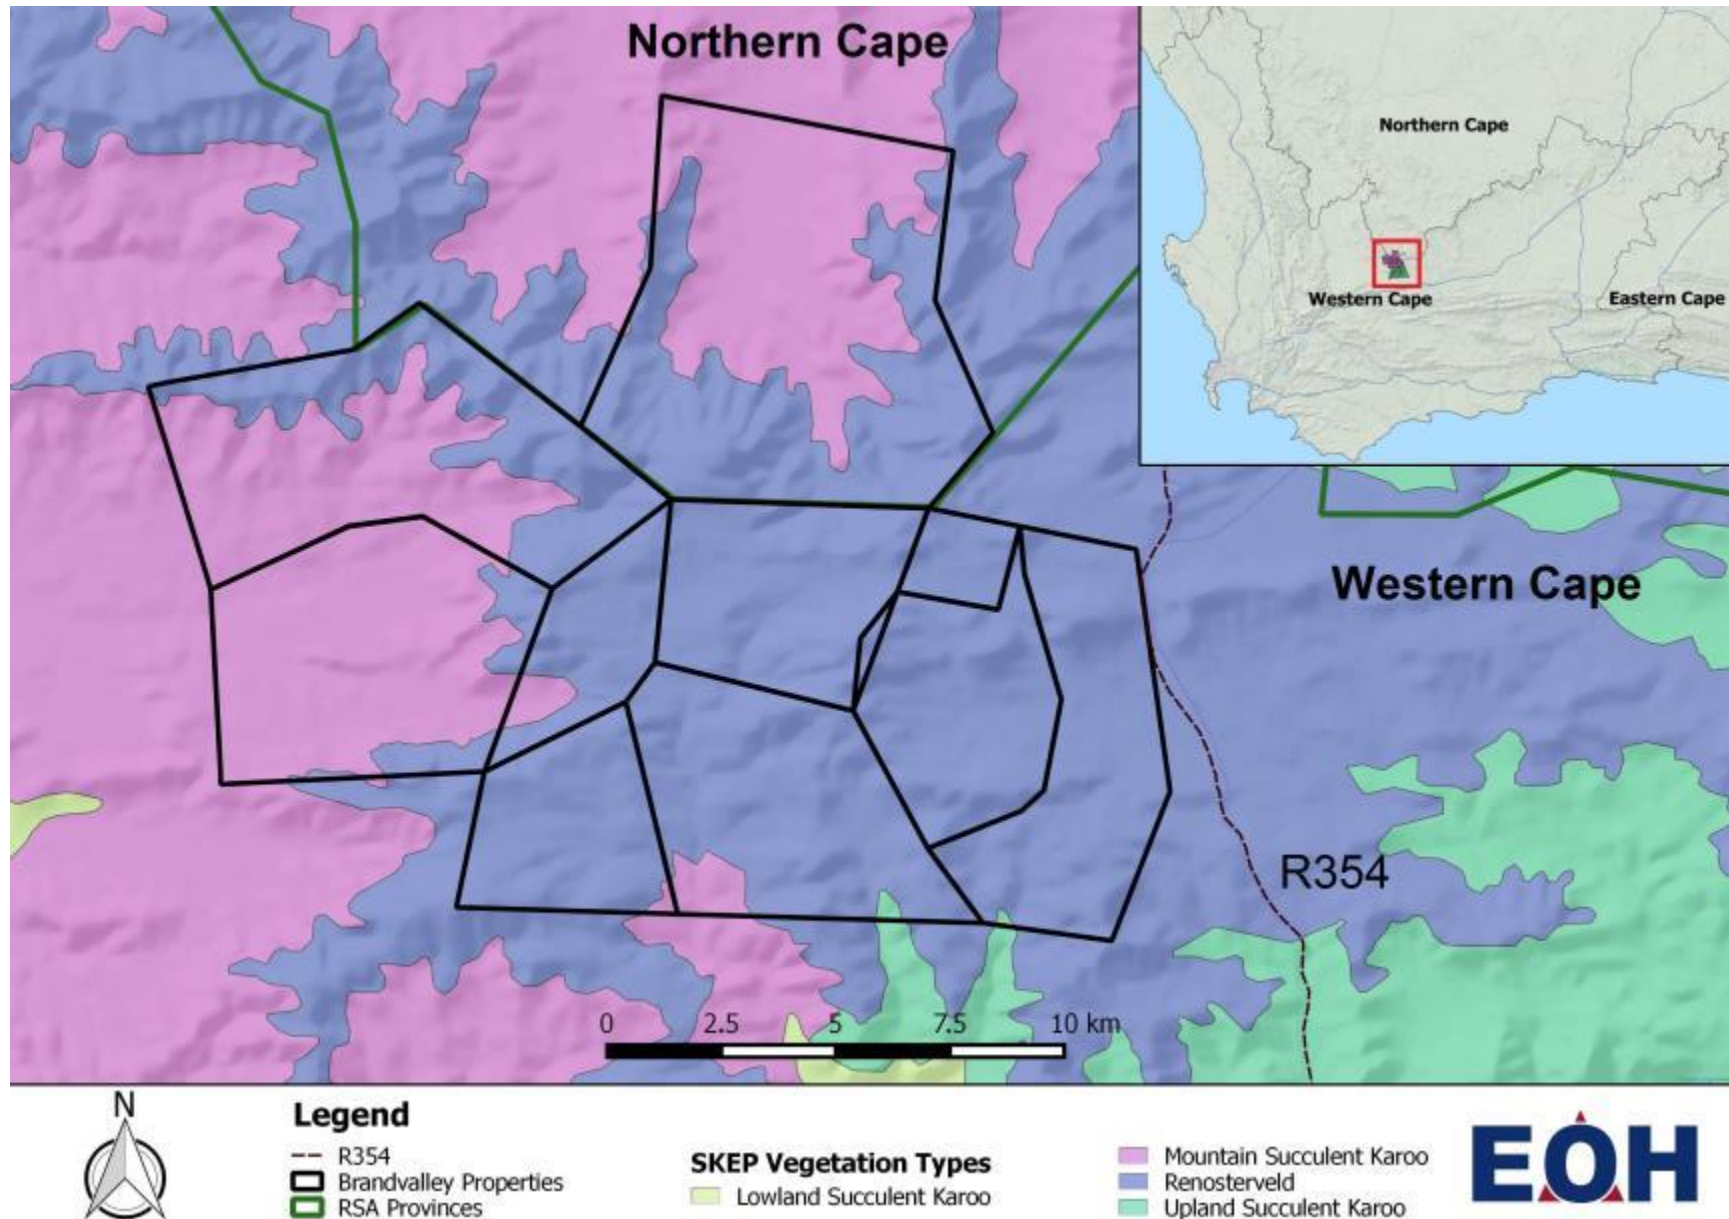 Northern Cape
Northern Cape
Western Cape
Eastern Cape
Western Cape
R354
0 2.5 5 7.5 10 km
N
Legend
R354
Brandvalley Properties
RSA Provinces
SKEP Vegetation Types
Lowland Succulent Karoo
Mountain Succulent Karoo
Renosterveld
Upland Succulent Karoo
EOH